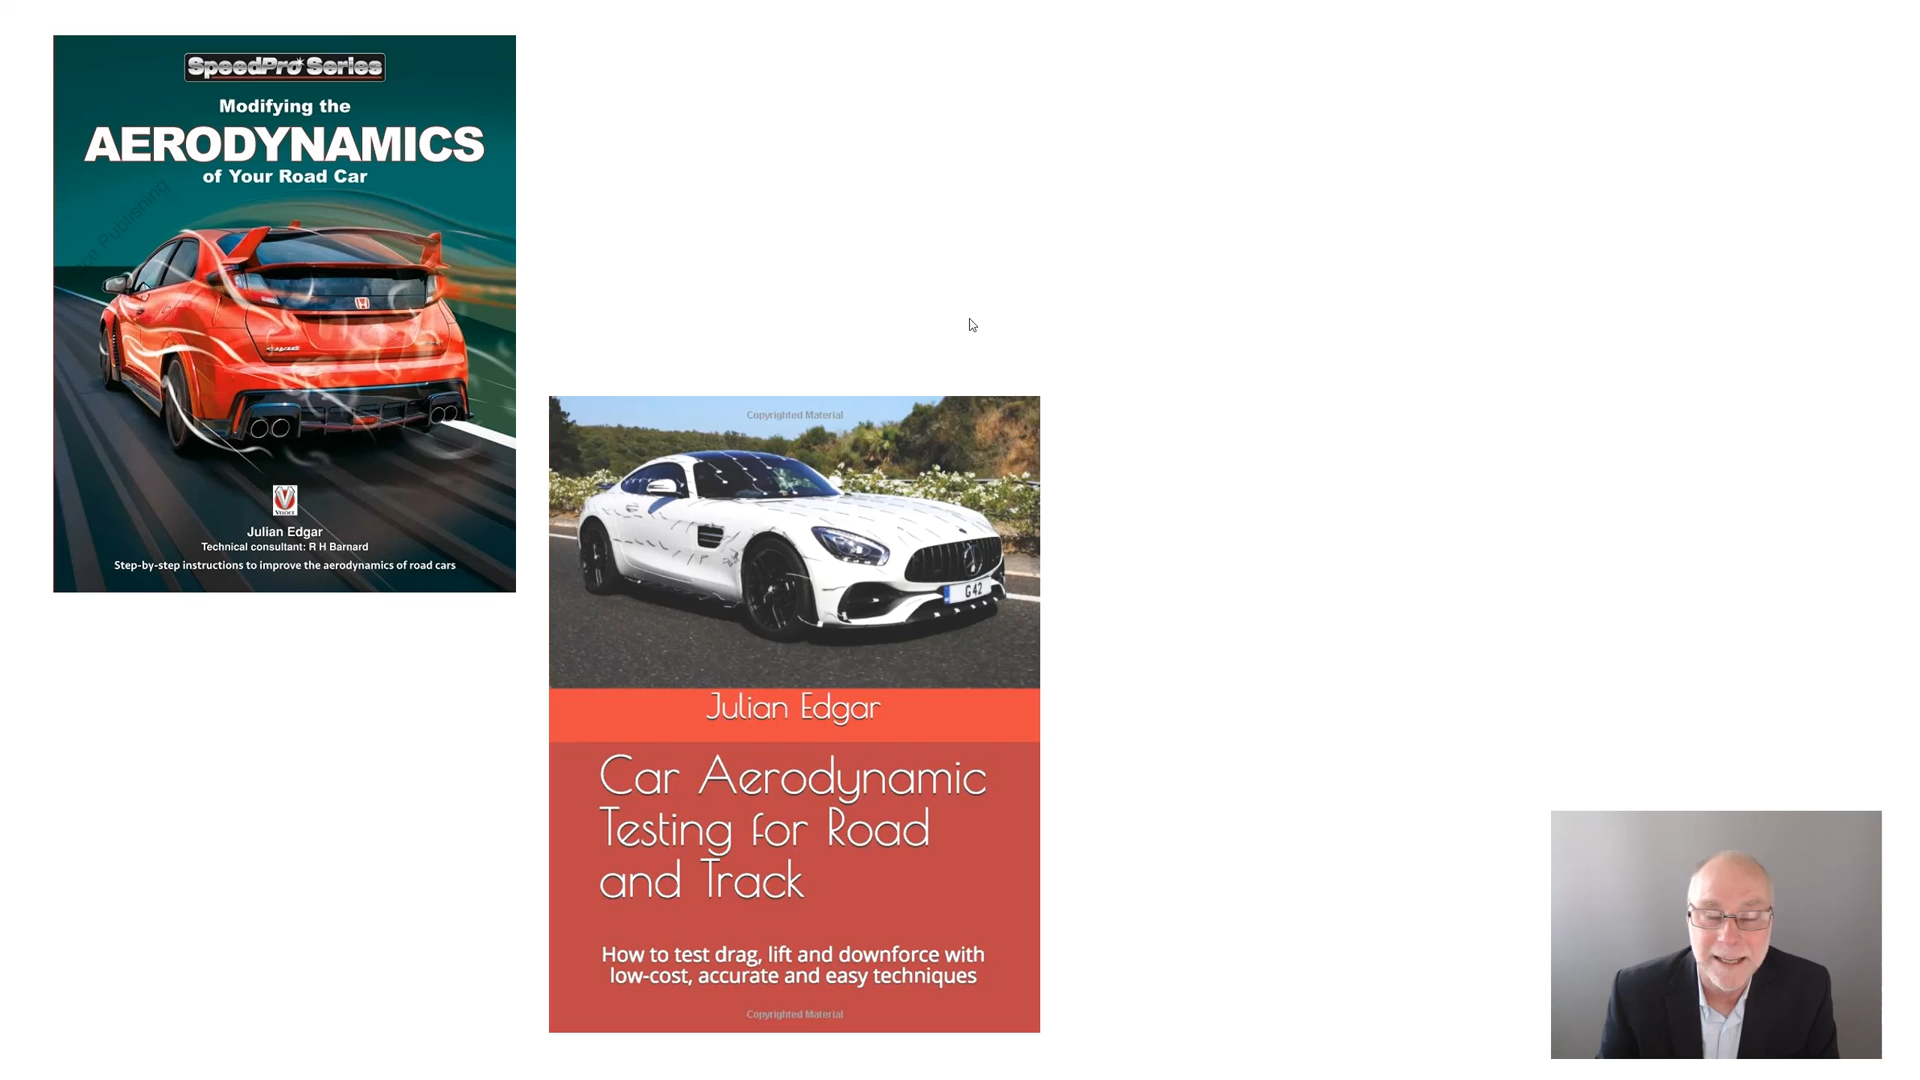 SpeedPro Series
Modifying the
AERODYNAMICS
of Your Road Car
Publishing
VELOCE
Julian Edgar
Technical consultant: R H Barnard
Step-by-step instructions to improve the aerodynamics of road cars
Copyrighted Material
G42
Julian Edgar
Car Aerodynamic
Testing for Road
and Track
How to test drag, lift and downforce with
low-cost, accurate and easy techniques
Copyrighted Material